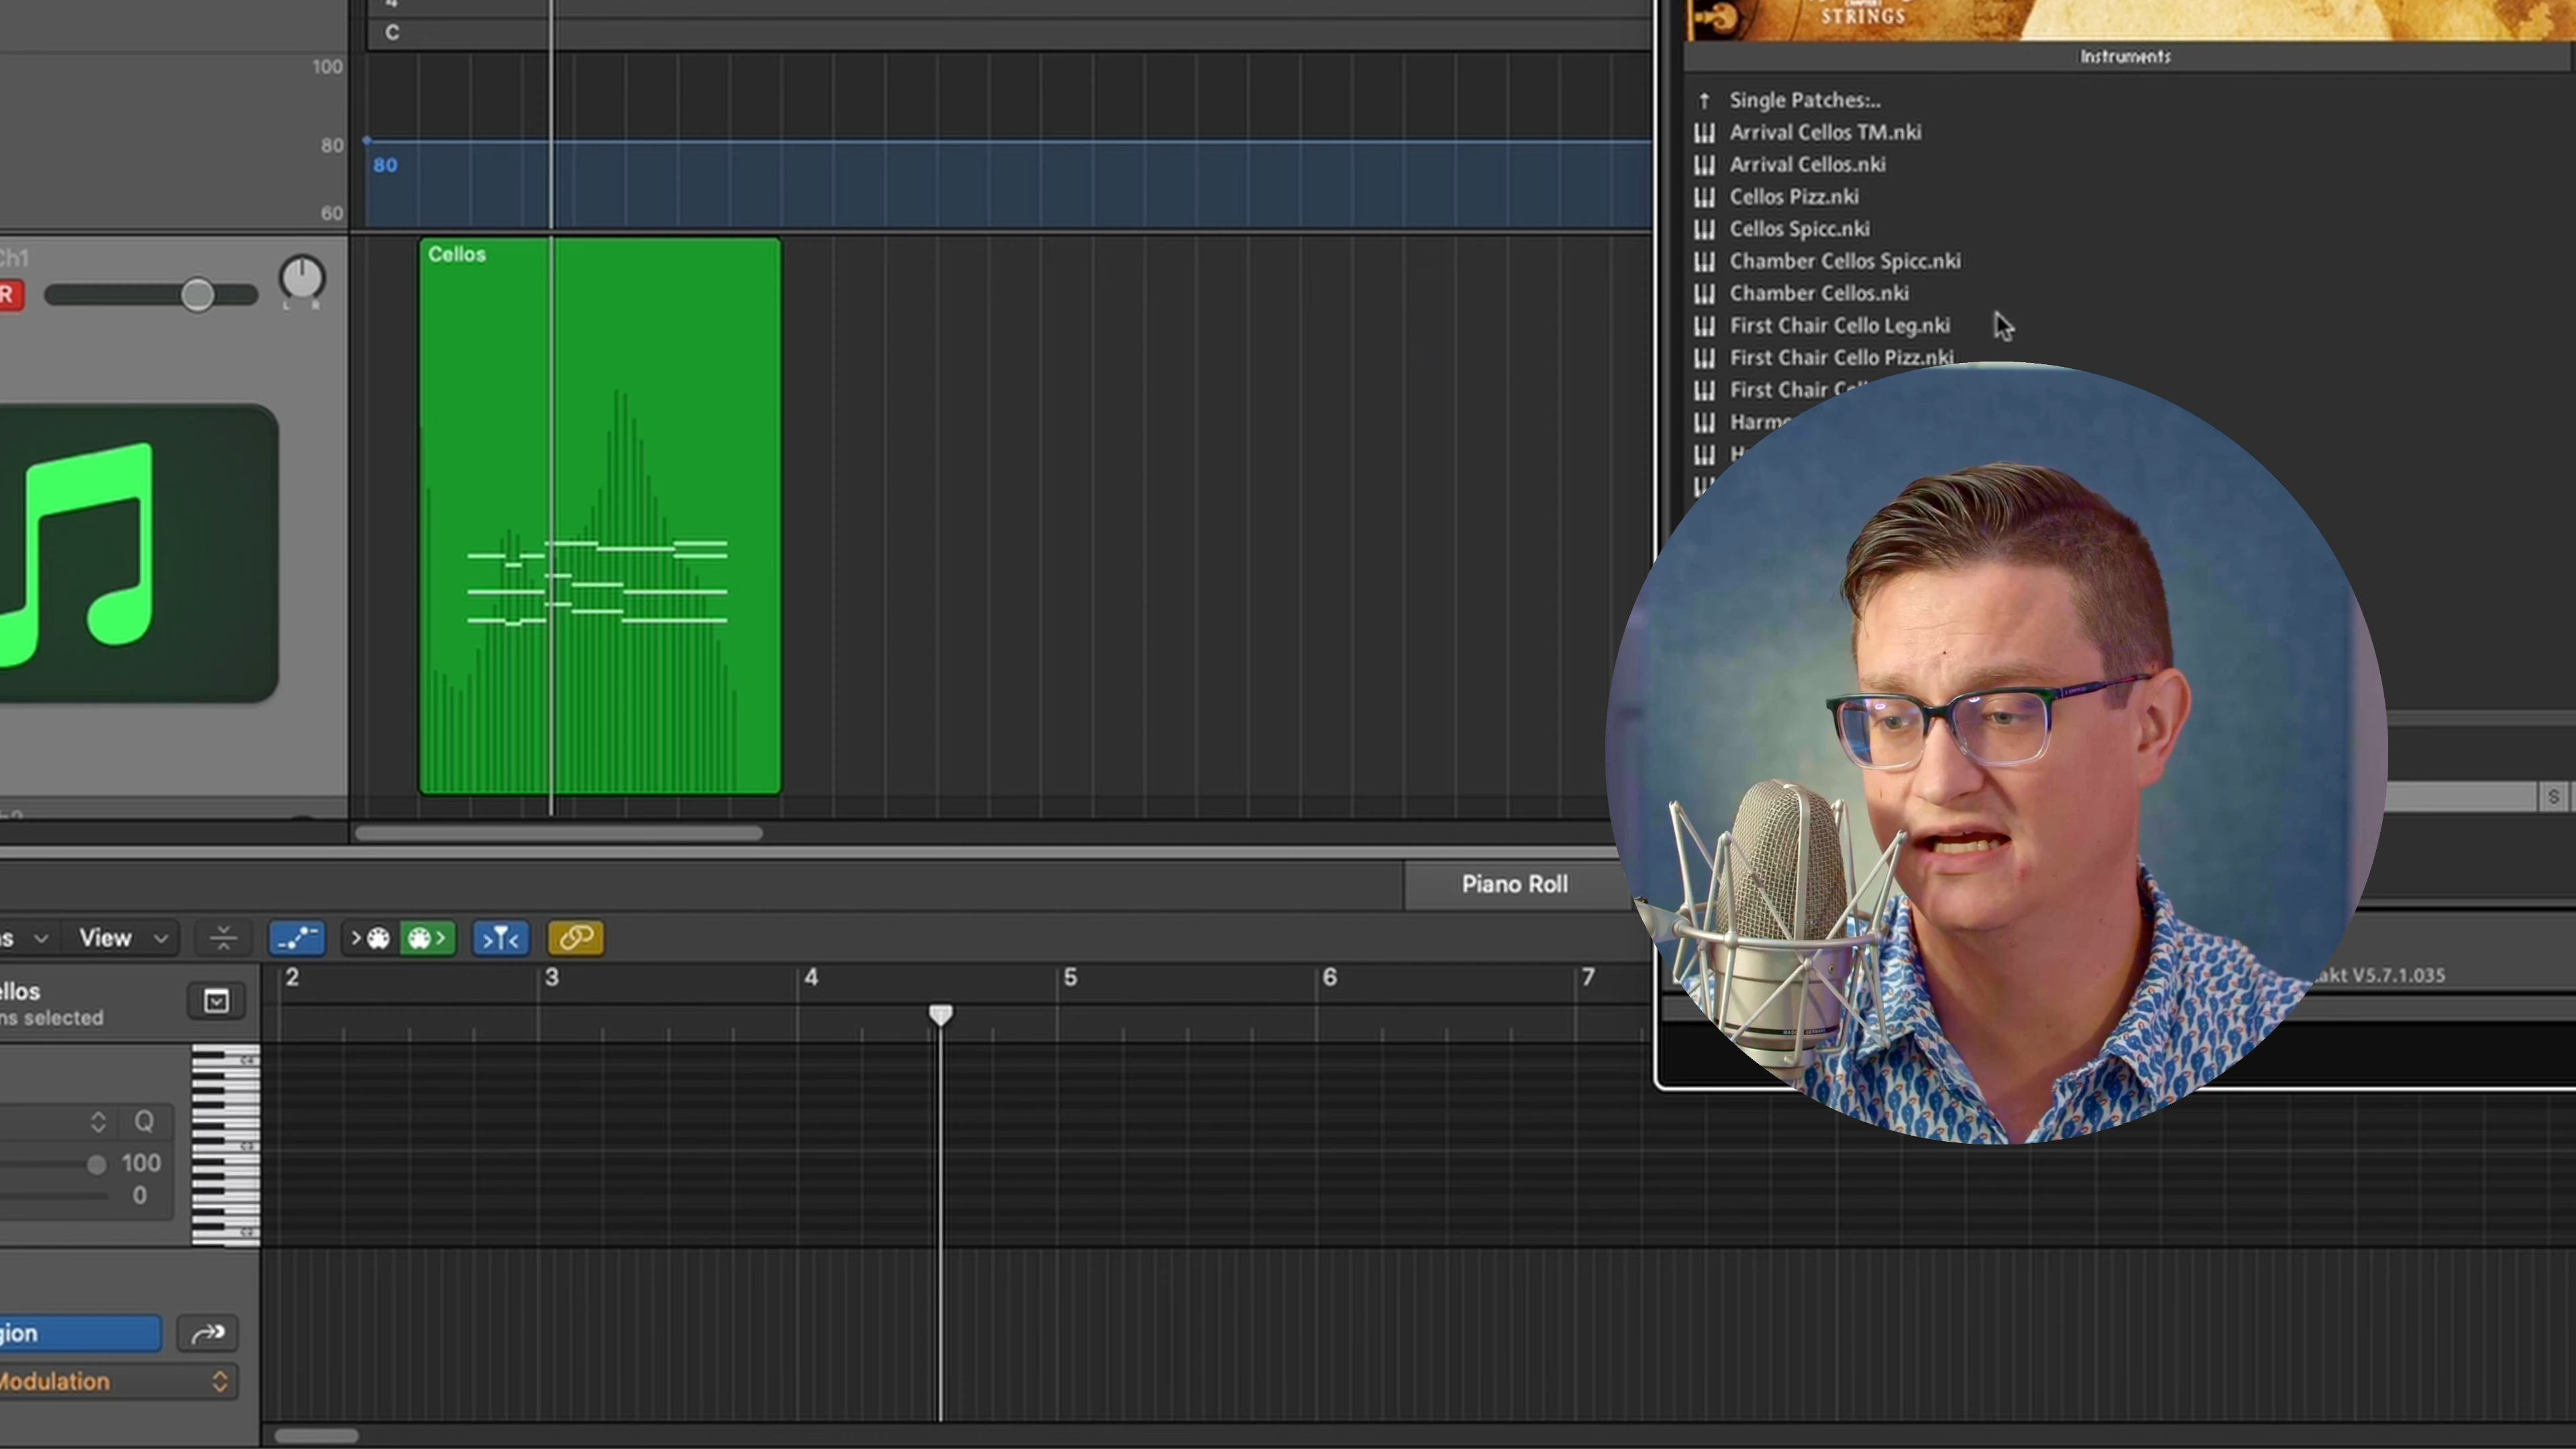 4
C
100
80
60
80
Ch1
R
L R
Cellos
STRINGS
Instruments
Single Patches:..
Arrival Cellos TM.nki
Arrival Cellos.nki
Cellos Pizz.nki
Cellos Spicc.nki
Chamber Cellos Spicc.nki
Chamber Cellos.nki
First Chair Cello Leg.nki
First Chair Cello Pizz.nki
First Chair
S
akt V5.7.1.035
Piano Roll
View
2 3 4 5 6 7
ellos
ns selected
Q
100
0
gion
Modulation